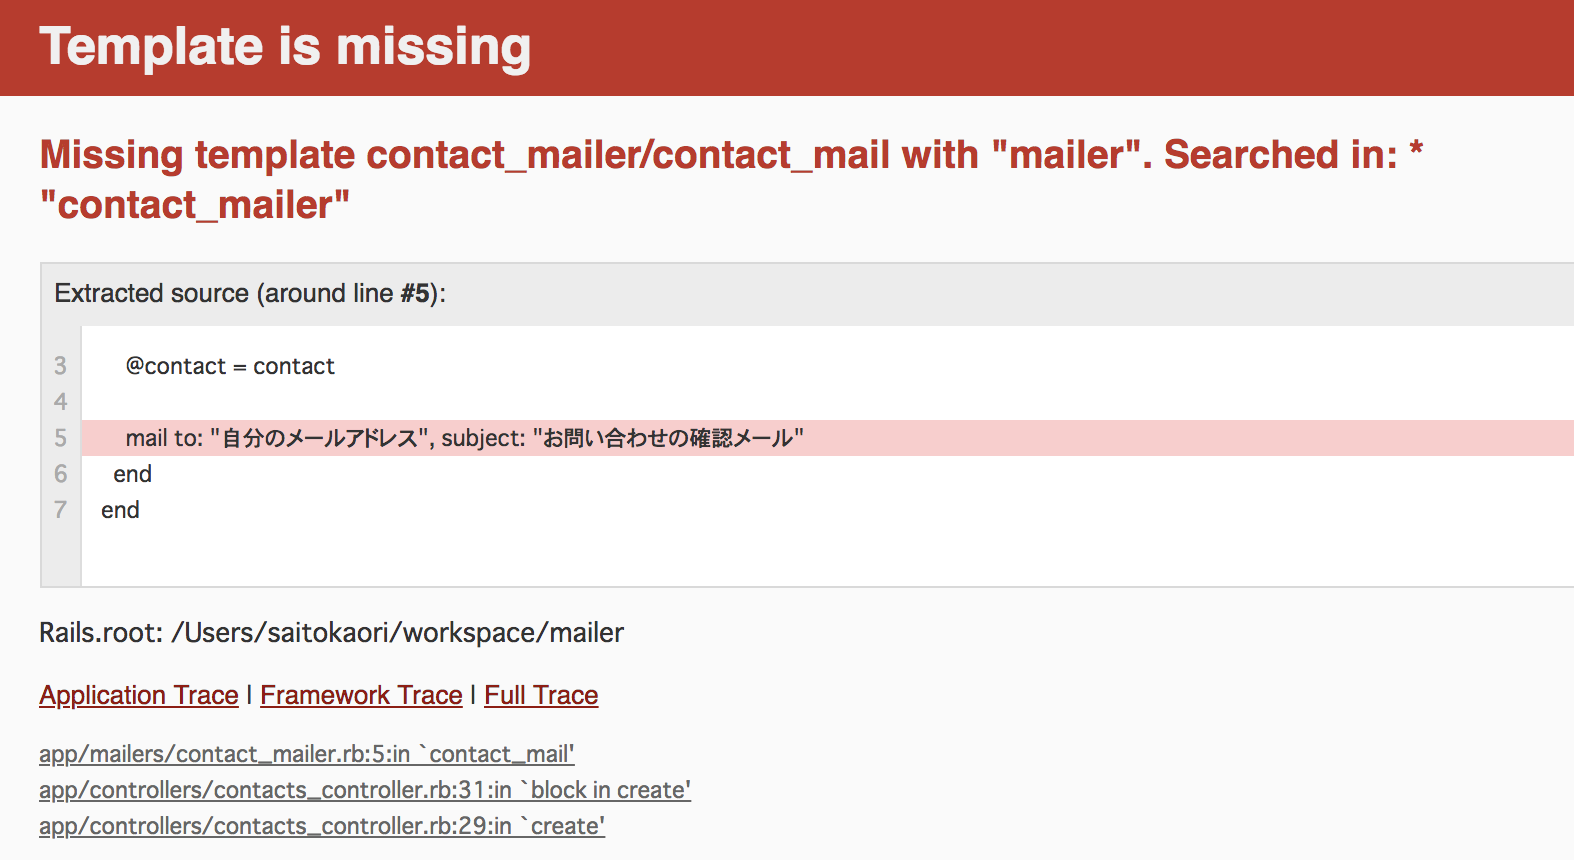 Template is missing
Missing template contact_mailer/contact_mail with "mailer". Searched in: *
"contact_mailer"
Extracted source (around line #5):
3 @contact = contact
4
5 mail to: "自分のメールアドレス", subject: "お問い合わせの確認メール"
6 end
7 end
Rails.root: /Users/saitokaori/workspace/mailer
Application Trace | Framework Trace | Full Trace
app/mailers/contact_mailer.rb:5:in `contact_mail'
app/controllers/contacts_controller.rb:31:in `block in create'
app/controllers/contacts_controller.rb:29:in `create'